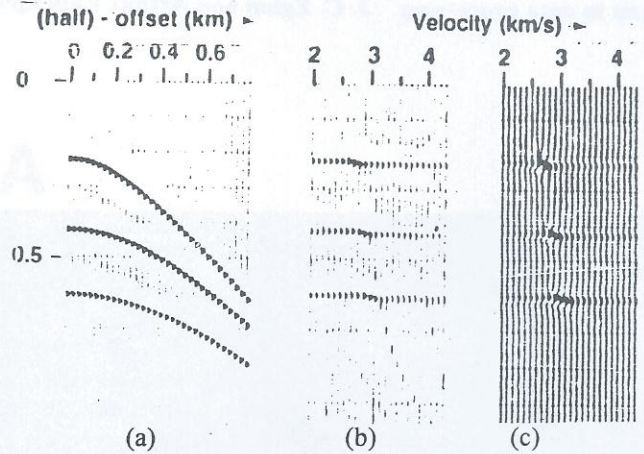 (half) - offset (km) ►
Velocity (km/s) ►
0 0.2 0.4 0.6
2 3 4
2 3 4
0
0.5
(a)
(b)
(c)